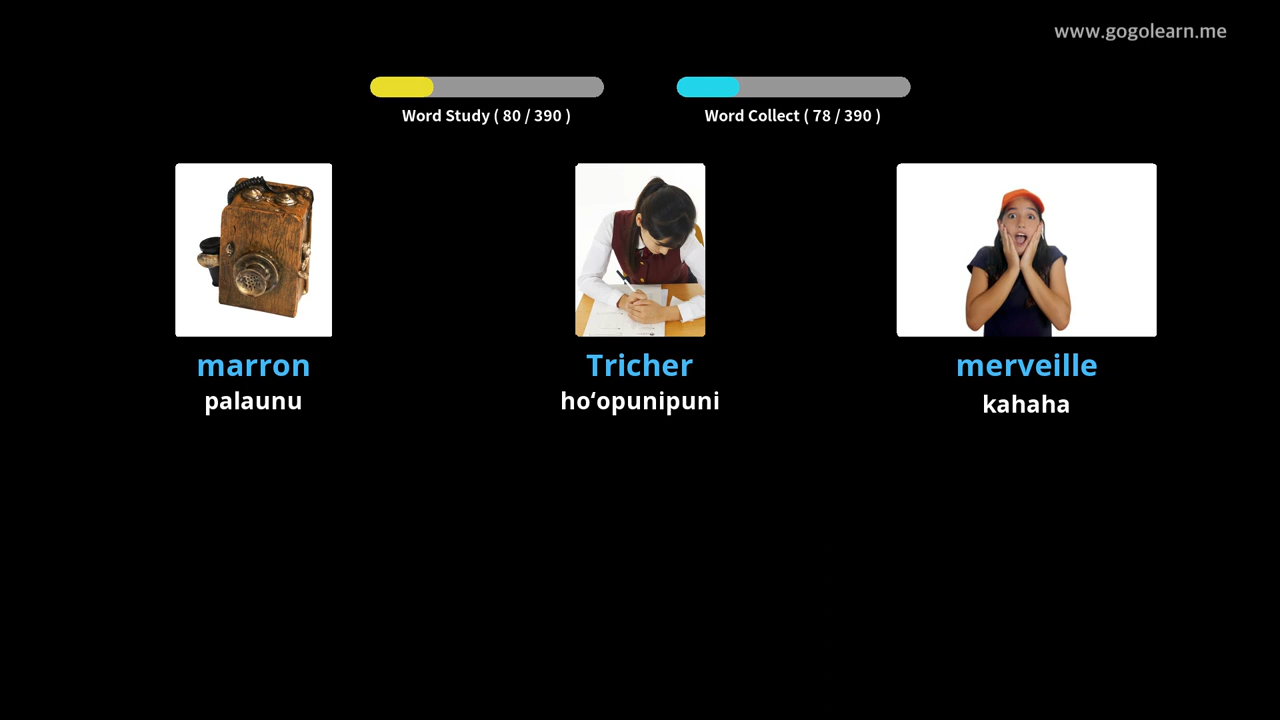 www.gogolearn.me
Word Study ( 80 / 390 )
Word Collect ( 78 / 390 )
marron
palaunu
Tricher
hoʻopunipuni
merveille
kahaha